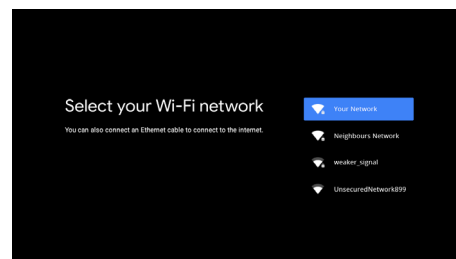 Select your Wi-Fi network
You can also connect an Ethernet cable to connect to the internet.
Your Network
Neighbours Network
weaker_signal
UnsecuredNetwork899